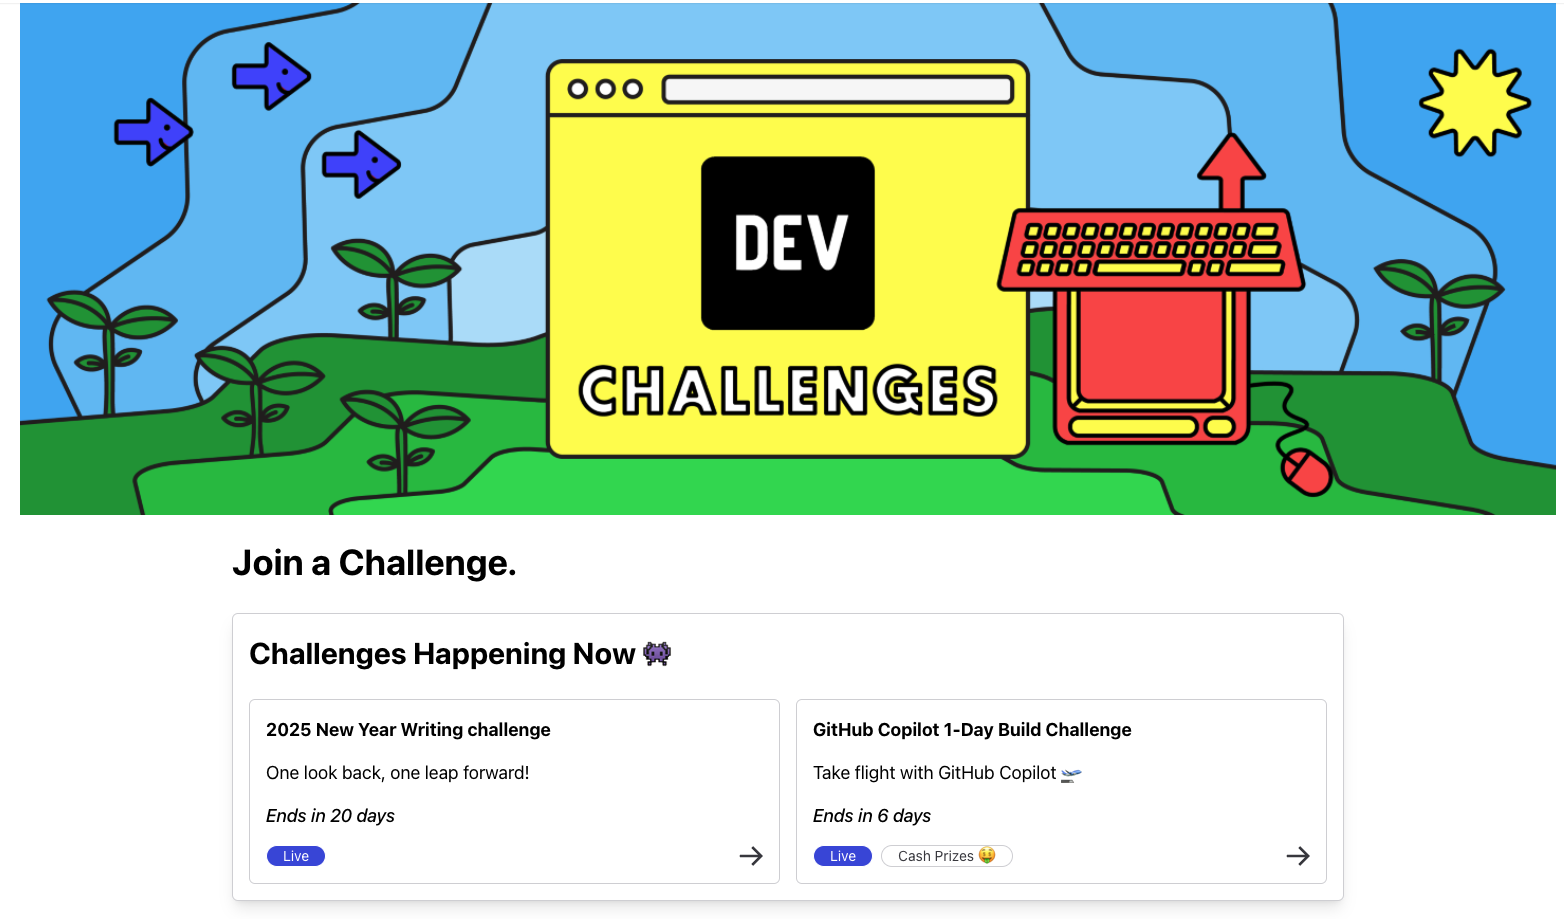 DEV
CHALLENGES
Join a Challenge.
Challenges Happening Now 👾
2025 New Year Writing challenge
One look back, one leap forward!
Ends in 20 days
Live
GitHub Copilot 1-Day Build Challenge
Take flight with GitHub Copilot 🛫
Ends in 6 days
Live
Cash Prizes 🤑